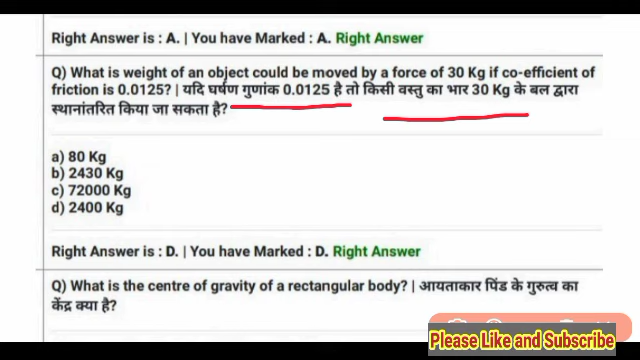 Right Answer is : A. | You have Marked : A. Right Answer
Q) What is weight of an object could be moved by a force of 30 Kg if co-efficient of
friction is 0.0125? | यदि घर्षण गुणांक 0.0125 है तो किसी वस्तु का भार 30 Kg के बल द्वारा
स्थानांतरित किया जा सकता है?
a) 80 Kg
b) 2430 Kg
c) 72000 Kg
d) 2400 Kg
Right Answer is : D. | You have Marked : D. Right Answer
Q) What is the centre of gravity of a rectangular body? | आयताकार पिंड के गुरुत्व का
केंद्र क्या है?
Please Like and Subscribe